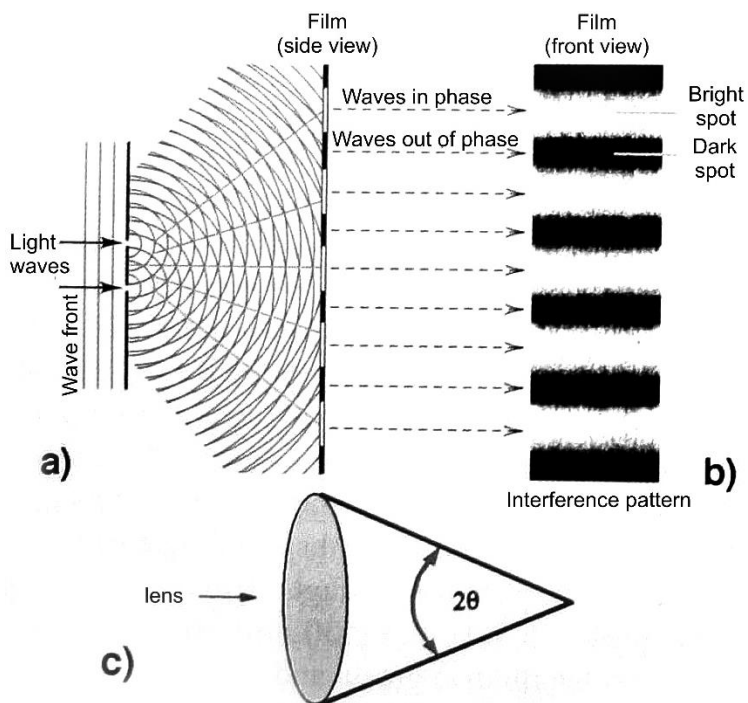 Film
(side view)
Film
(front view)
Waves in phase
Bright
spot
Waves out of phase
Dark
spot
Light
waves
Wave front
a)
b)
Interference pattern
lens
2θ
c)